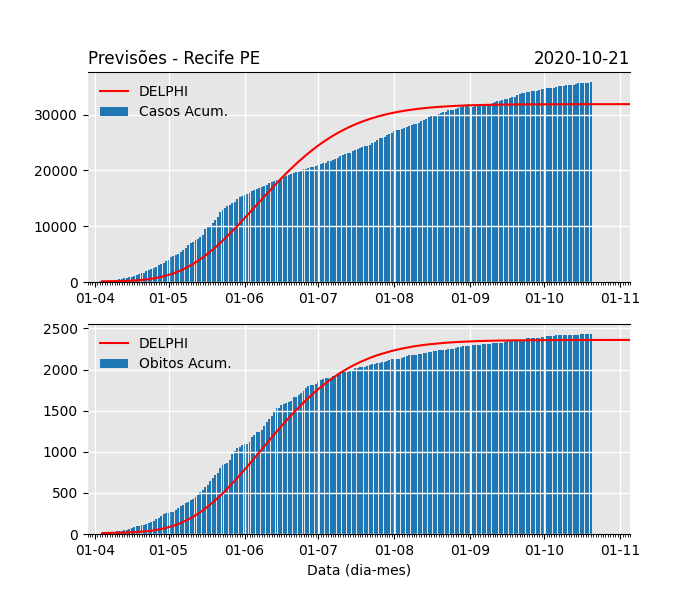 Previsões - Recife PE 2020-10-21
DELPHI
Casos Acum.
30000
20000
10000
0
01-04 01-05 01-06 01-07 01-08 01-09 01-10 01-11
DELPHI
Obitos Acum.
2500
2000
1500
1000
500
0
01-04 01-05 01-06 01-07 01-08 01-09 01-10 01-11
Data (dia-mes)